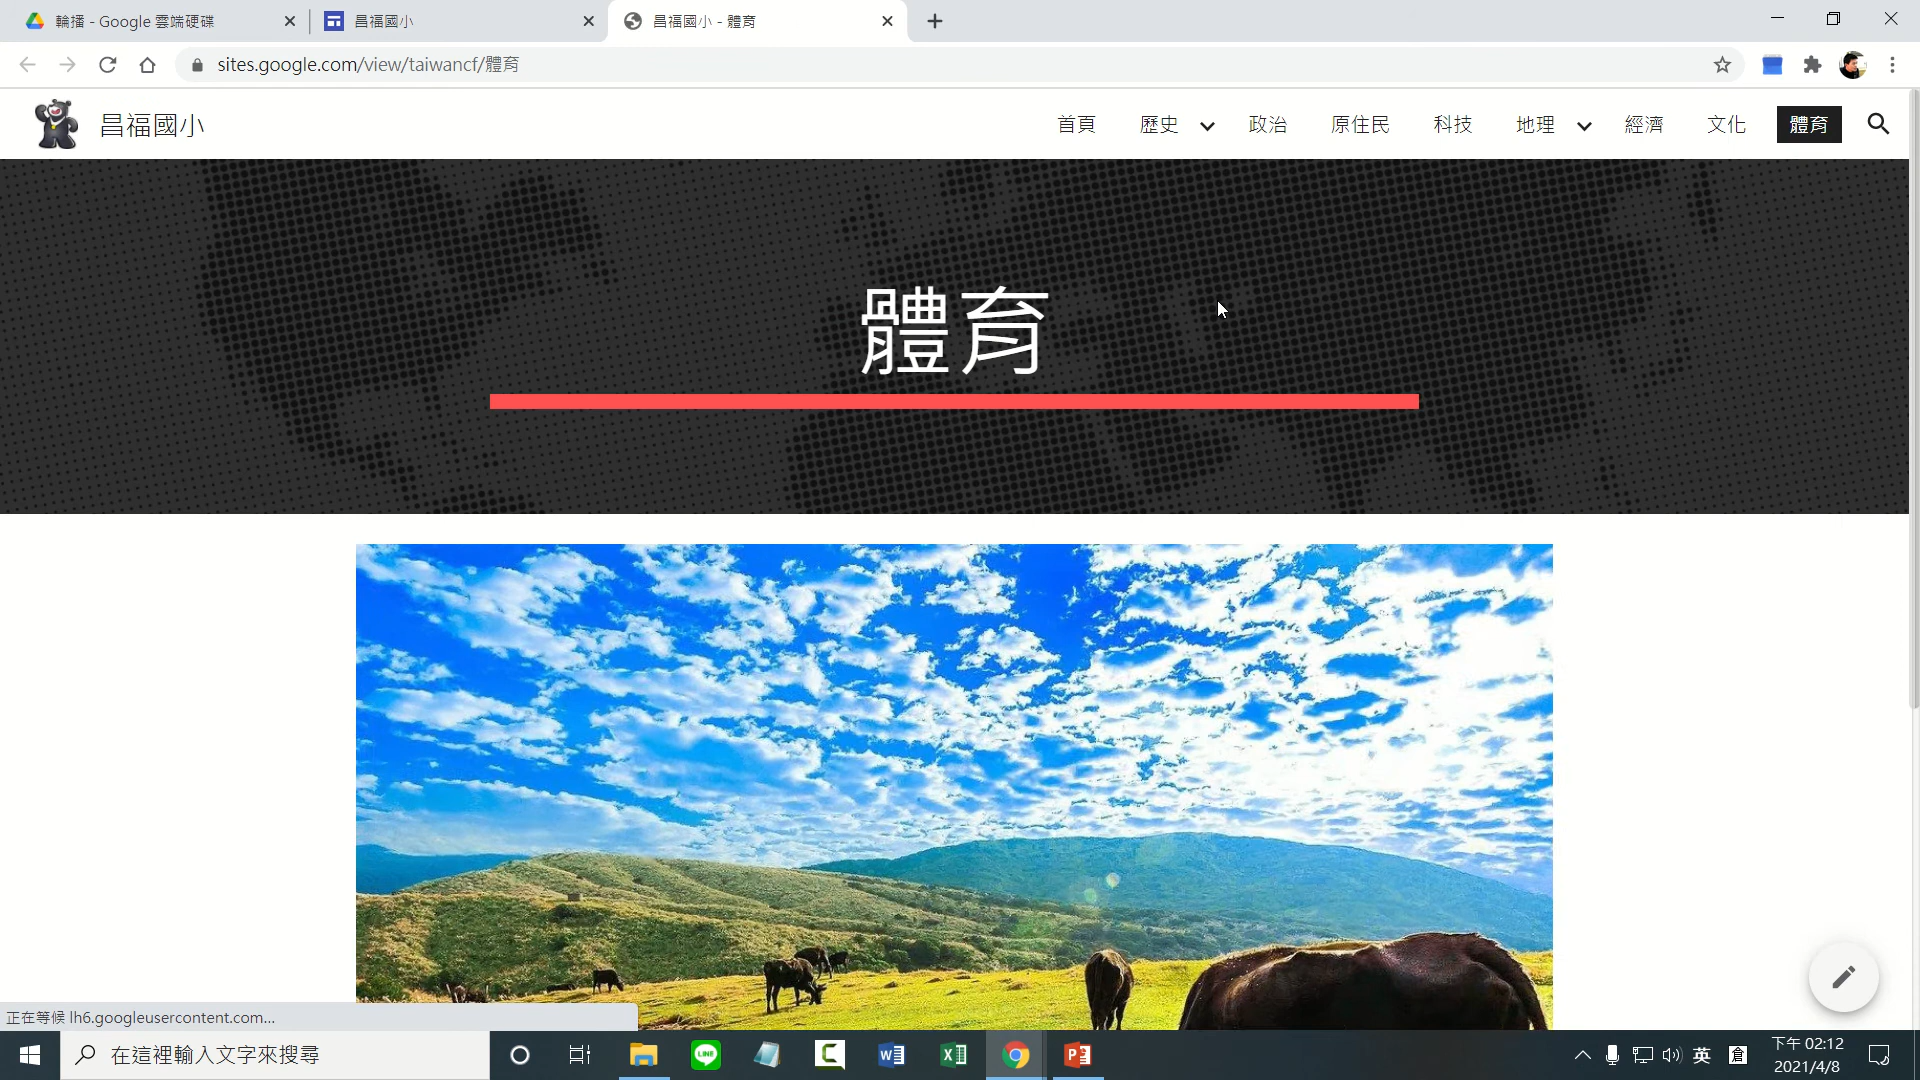 輪播 - Google 雲端硬碟
昌福國小
昌福國小 - 體育
sites.google.com/view/taiwancf/體育
昌福國小
首頁
歷史
政治
原住民
科技
地理
經濟
文化
體育
體育
正在等候 lh6.googleusercontent.com...
在這裡輸入文字來搜尋
LINE
英
倉
下午 02:12
2021/4/8